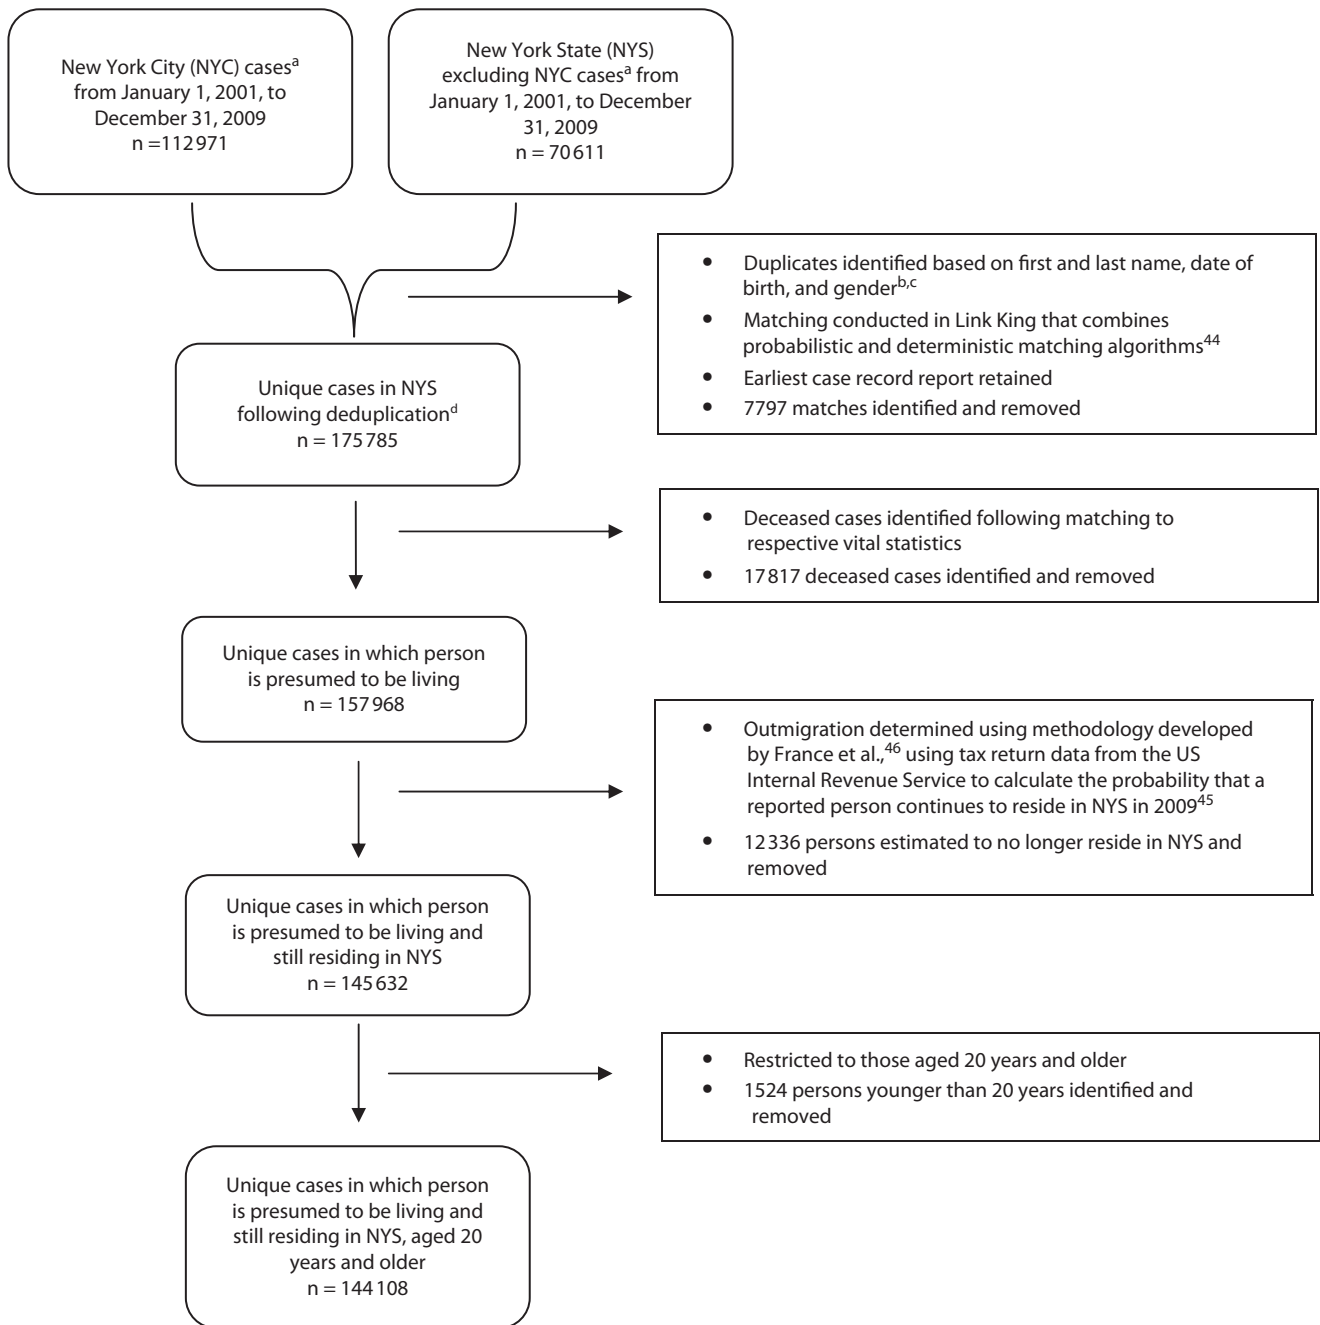 New York City (NYC) casesᵃ
from January 1, 2001, to
December 31, 2009
n =112 971
New York State (NYS)
excluding NYC casesᵃ from
January 1, 2001, to December
31, 2009
n = 70 611
• Duplicates identified based on first and last name, date of
birth, and genderᵇ,ᶜ
• Matching conducted in Link King that combines
probabilistic and deterministic matching algorithms⁴⁴
• Earliest case record report retained
• 7797 matches identified and removed
Unique cases in NYS
following deduplicationᵈ
n = 175 785
• Deceased cases identified following matching to
respective vital statistics
• 17 817 deceased cases identified and removed
Unique cases in which person
is presumed to be living
n = 157 968
• Outmigration determined using methodology developed
by France et al.,⁴⁶ using tax return data from the US
Internal Revenue Service to calculate the probability that a
reported person continues to reside in NYS in 2009⁴⁵
• 12 336 persons estimated to no longer reside in NYS and
removed
Unique cases in which person
is presumed to be living and
still residing in NYS
n = 145 632
• Restricted to those aged 20 years and older
• 1524 persons younger than 20 years identified and
removed
Unique cases in which person
is presumed to be living and
still residing in NYS, aged 20
years and older
n = 144 108